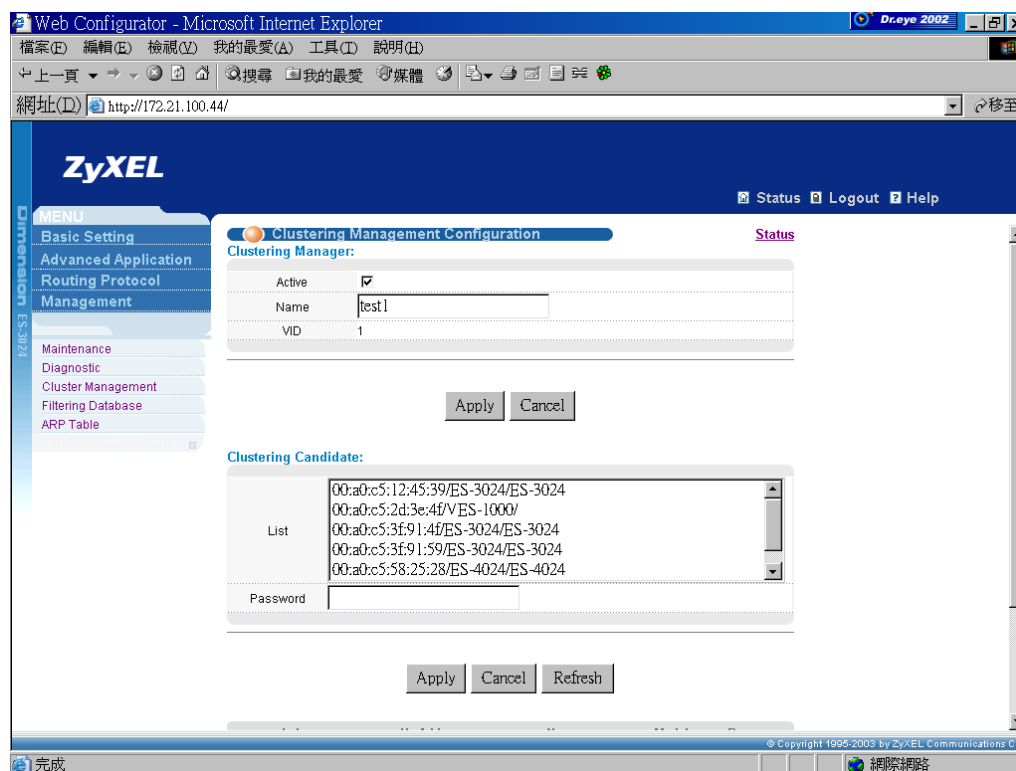 Web Configurator - Microsoft Internet Explorer
Dr.eye 2002
檔案(F) 編輯(E) 檢視(V) 我的最愛(A) 工具(T) 說明(H)
上一頁 搜尋 我的最愛 媒體
網址(D) http://172.21.100.44/ 移至
ZyXEL
Status Logout Help
Dimension ES-3024
MENU
Basic Setting
Advanced Application
Routing Protocol
Management
Maintenance
Diagnostic
Cluster Management
Filtering Database
ARP Table
Clustering Management Configuration Status
Clustering Manager:
Active
Name test1
VID 1
Apply Cancel
Clustering Candidate:
List
00:a0:c5:12:45:39/ES-3024/ES-3024
00:a0:c5:2d:3e:4f/VES-1000/
00:a0:c5:3f:91:4f/ES-3024/ES-3024
00:a0:c5:3f:91:59/ES-3024/ES-3024
00:a0:c5:58:25:28/ES-4024/ES-4024
Password
Apply Cancel Refresh
© Copyright 1995-2003 by ZyXEL Communications C
完成 網際網路